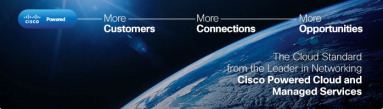 CISCO Powered
More
Customers
More
Connections
More
Opportunities
The Cloud Standard
from the Leader in Networking
Cisco Powered Cloud and
Managed Services